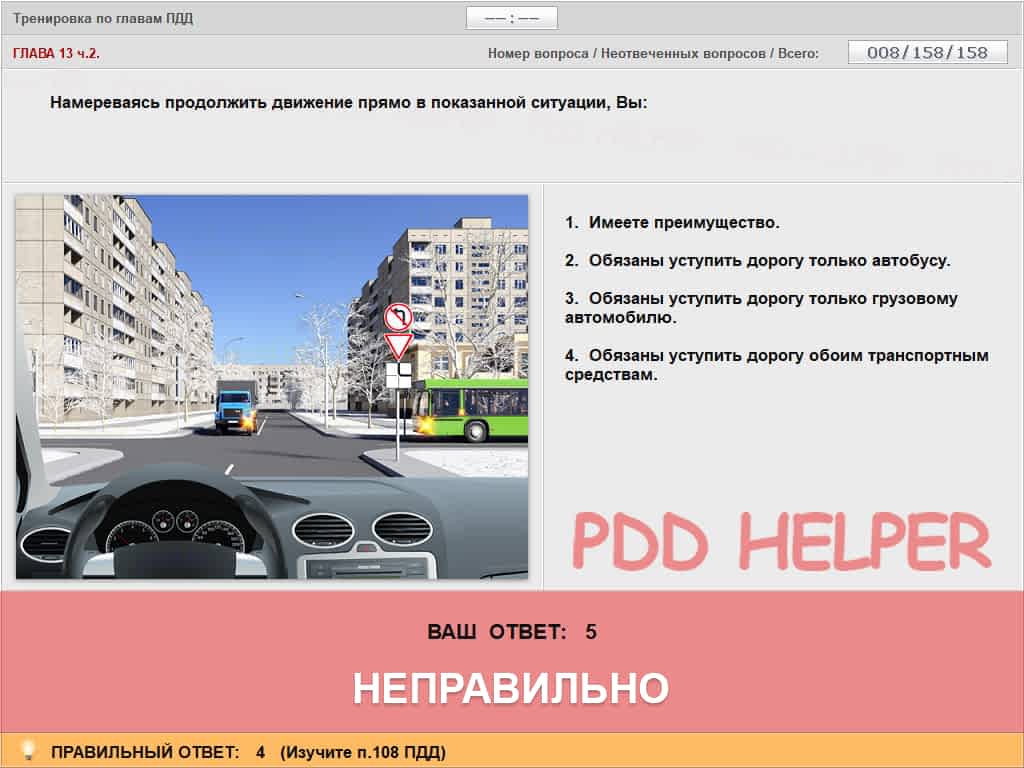 Тренировка по главам ПДД
—— : ——
ГЛАВА 13 ч.2.
Номер вопроса / Неотвеченных вопросов / Всего:
008/158/158
Намереваясь продолжить движение прямо в показанной ситуации, Вы:
1. Имеете преимущество.
2. Обязаны уступить дорогу только автобусу.
3. Обязаны уступить дорогу только грузовому
автомобилю.
4. Обязаны уступить дорогу обоим транспортным
средствам.
PDD HELPER
ВАШ ОТВЕТ: 5
НЕПРАВИЛЬНО
ПРАВИЛЬНЫЙ ОТВЕТ: 4 (Изучите п.108 ПДД)